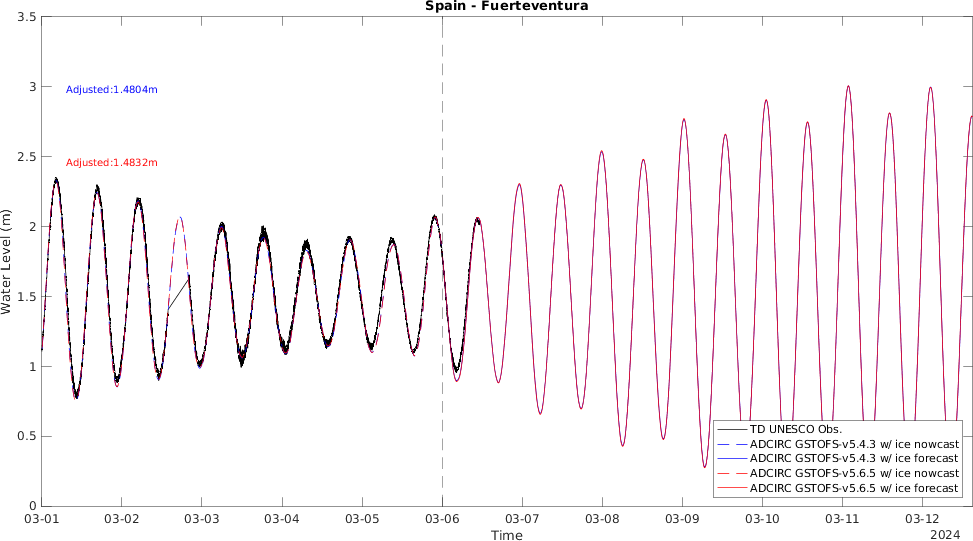 Spain - Fuerteventura
3.5
3
2.5
2
1.5
1
0.5
0
Water Level (m)
Adjusted:1.4804m
Adjusted:1.4832m
TD UNESCO Obs.
ADCIRC GSTOFS-v5.4.3 w/ ice nowcast
ADCIRC GSTOFS-v5.4.3 w/ ice forecast
ADCIRC GSTOFS-v5.6.5 w/ ice nowcast
ADCIRC GSTOFS-v5.6.5 w/ ice forecast
03-01 03-02 03-03 03-04 03-05 03-06 03-07 03-08 03-09 03-10 03-11 03-12
Time
2024